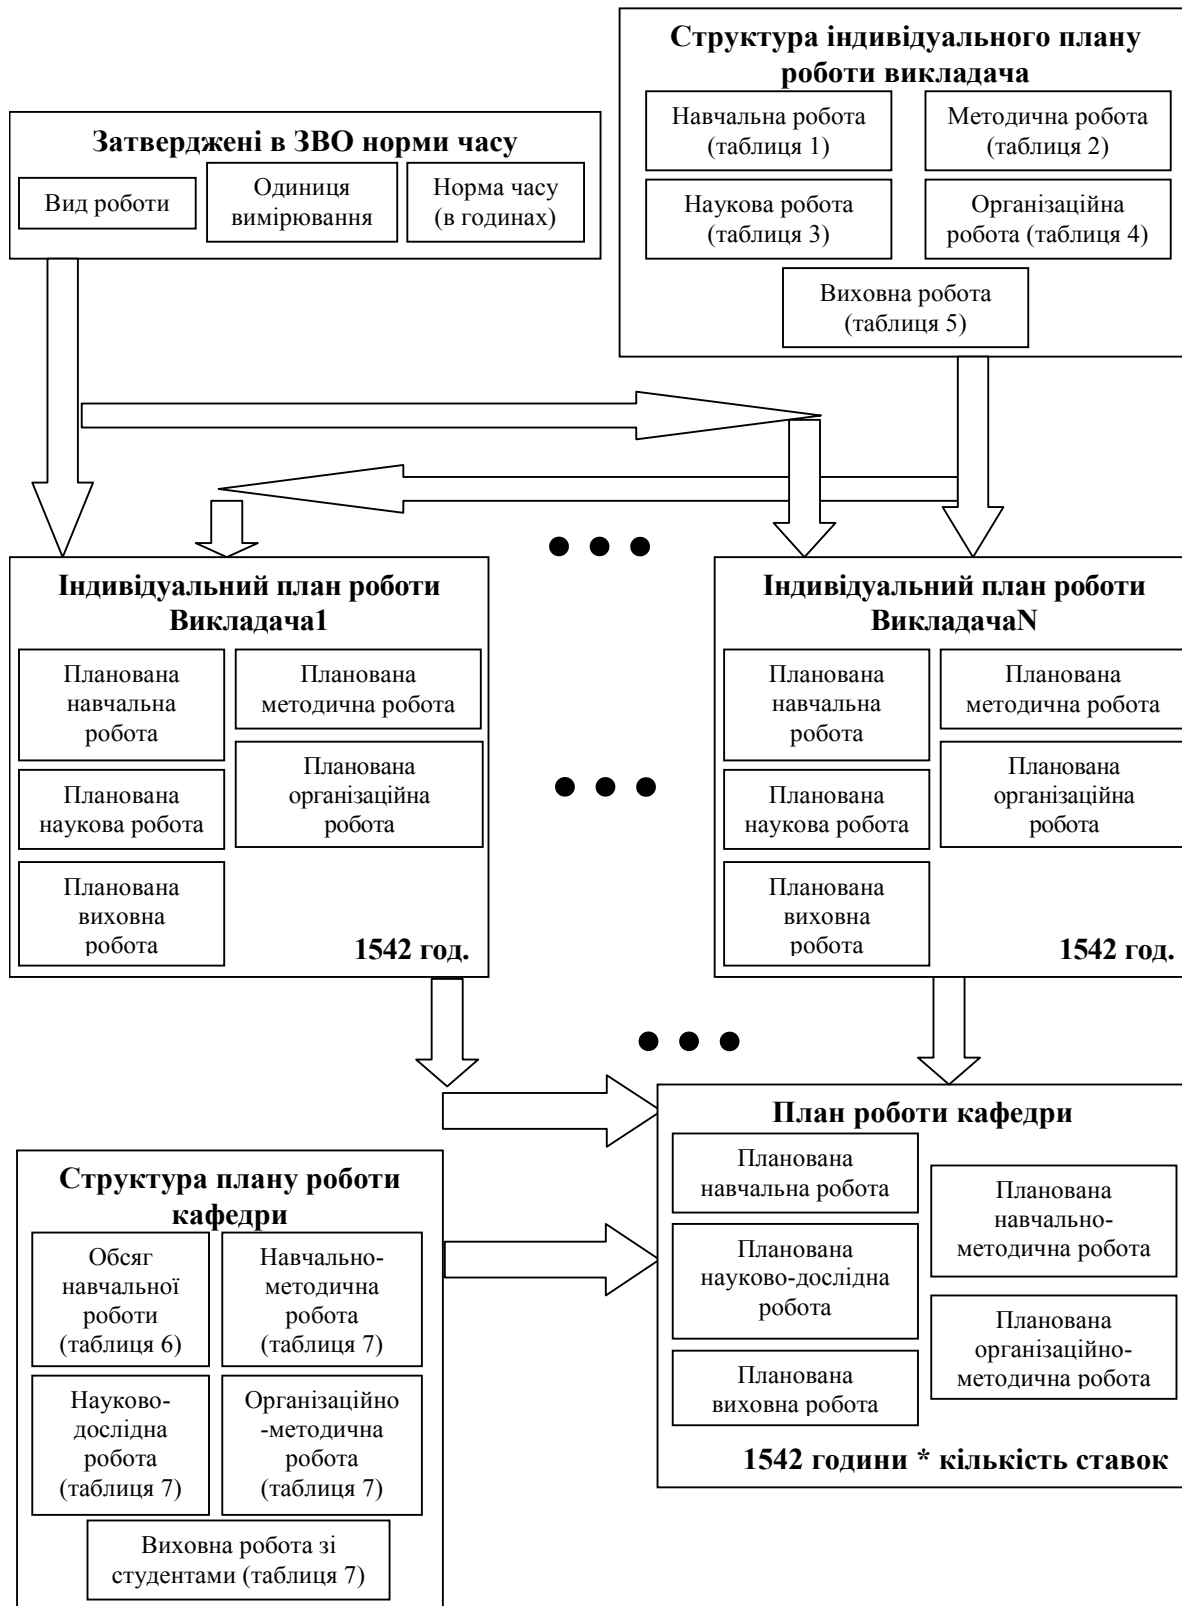 Структура індивідуального плану
роботи викладача
Навчальна робота
(таблиця 1)
Методична робота
(таблиця 2)
Наукова робота
(таблиця 3)
Організаційна
робота (таблиця 4)
Виховна робота
(таблиця 5)
Затверджені в ЗВО норми часу
Вид роботи
Одиниця
вимірювання
Норма часу
(в годинах)
Індивідуальний план роботи
Викладача1
Планована
навчальна
робота
Планована
методична робота
Планована
наукова робота
Планована
організаційна
робота
Планована
виховна
робота
1542 год.
Індивідуальний план роботи
ВикладачаN
Планована
навчальна
робота
Планована
методична робота
Планована
наукова робота
Планована
організаційна
робота
Планована
виховна
робота
1542 год.
Структура плану роботи
кафедри
Обсяг
навчальної
роботи
(таблиця 6)
Навчально-
методична
робота
(таблиця 7)
Науково-
дослідна
робота
(таблиця 7)
Організаційно
-методична
робота
(таблиця 7)
Виховна робота зі
студентами (таблиця 7)
План роботи кафедри
Планована
навчальна робота
Планована
навчально-
методична робота
Планована
науково-дослідна
робота
Планована
організаційно-
методична робота
Планована
виховна робота
1542 години * кількість ставок